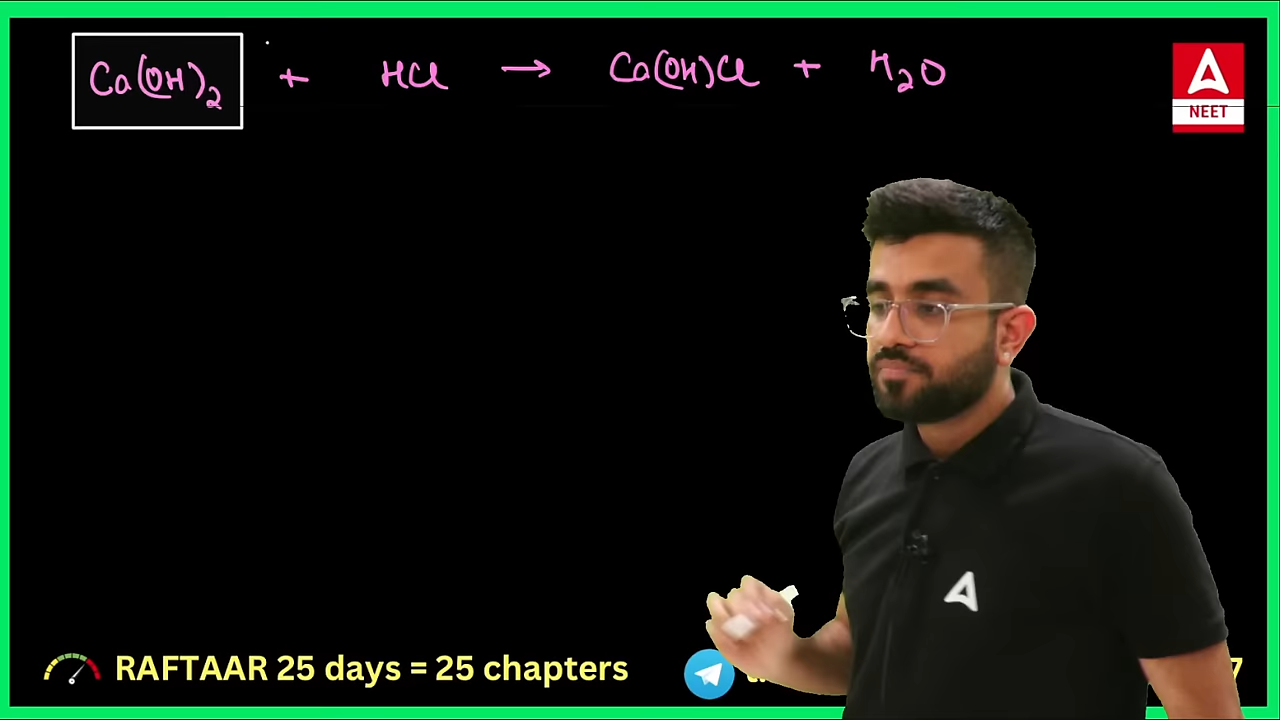 Ca(OH)₂ + HCl → Ca(OH)Cl + H₂O
NEET
RAFTAAR 25 days = 25 chapters